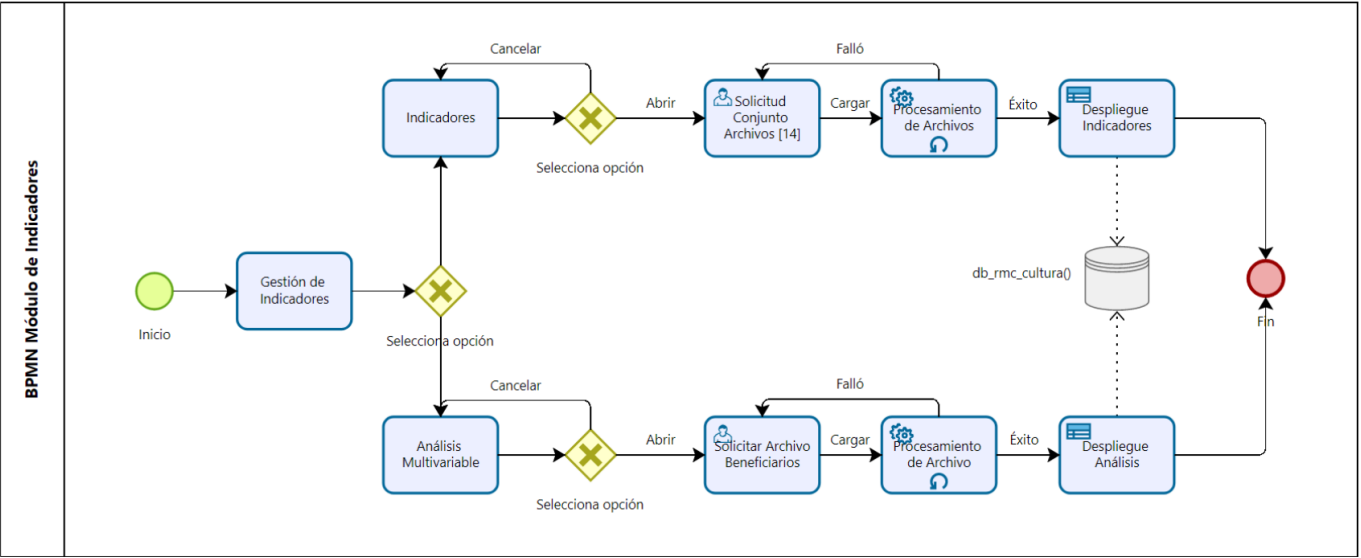 BPMN Módulo de Indicadores
Cancelar
Falló
Indicadores
Abrir
Solicitud
Conjunto
Archivos [14]
Cargar
Procesamiento
de Archivos
Éxito
Despliegue
Indicadores
Selecciona opción
Gestión de
Indicadores
db_rmc_cultura()
Inicio
Selecciona opción
Fin
Cancelar
Falló
Análisis
Multivariable
Abrir
Solicitar Archivo
Beneficiarios
Cargar
Procesamiento
de Archivo
Éxito
Despliegue
Análisis
Selecciona opción